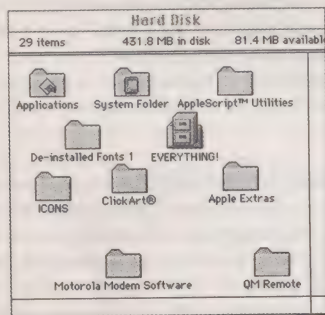 Hard Disk
29 items 431.8 MB in disk 81.4 MB available
Applications System Folder AppleScript™ Utilities
De-installed Fonts 1 EVERYTHING!
ICONS ClickArt® Apple Extras
Motorola Modem Software QM Remote